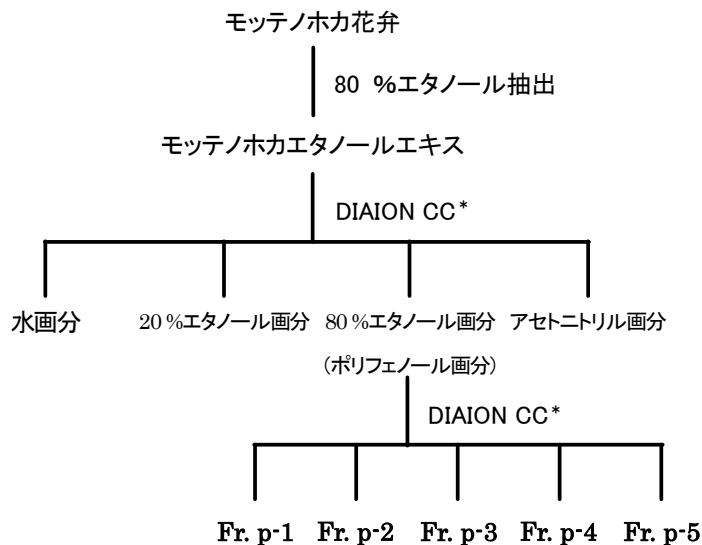 モッテノホカ花弁
80 %エタノール抽出
モッテノホカエタノールエキス
DIAION CC*
水画分 20%エタノール画分 80%エタノール画分 アセトニトリル画分
(ポリフェノール画分)
DIAION CC*
Fr. p-1 Fr. p-2 Fr. p-3 Fr. p-4 Fr. p-5